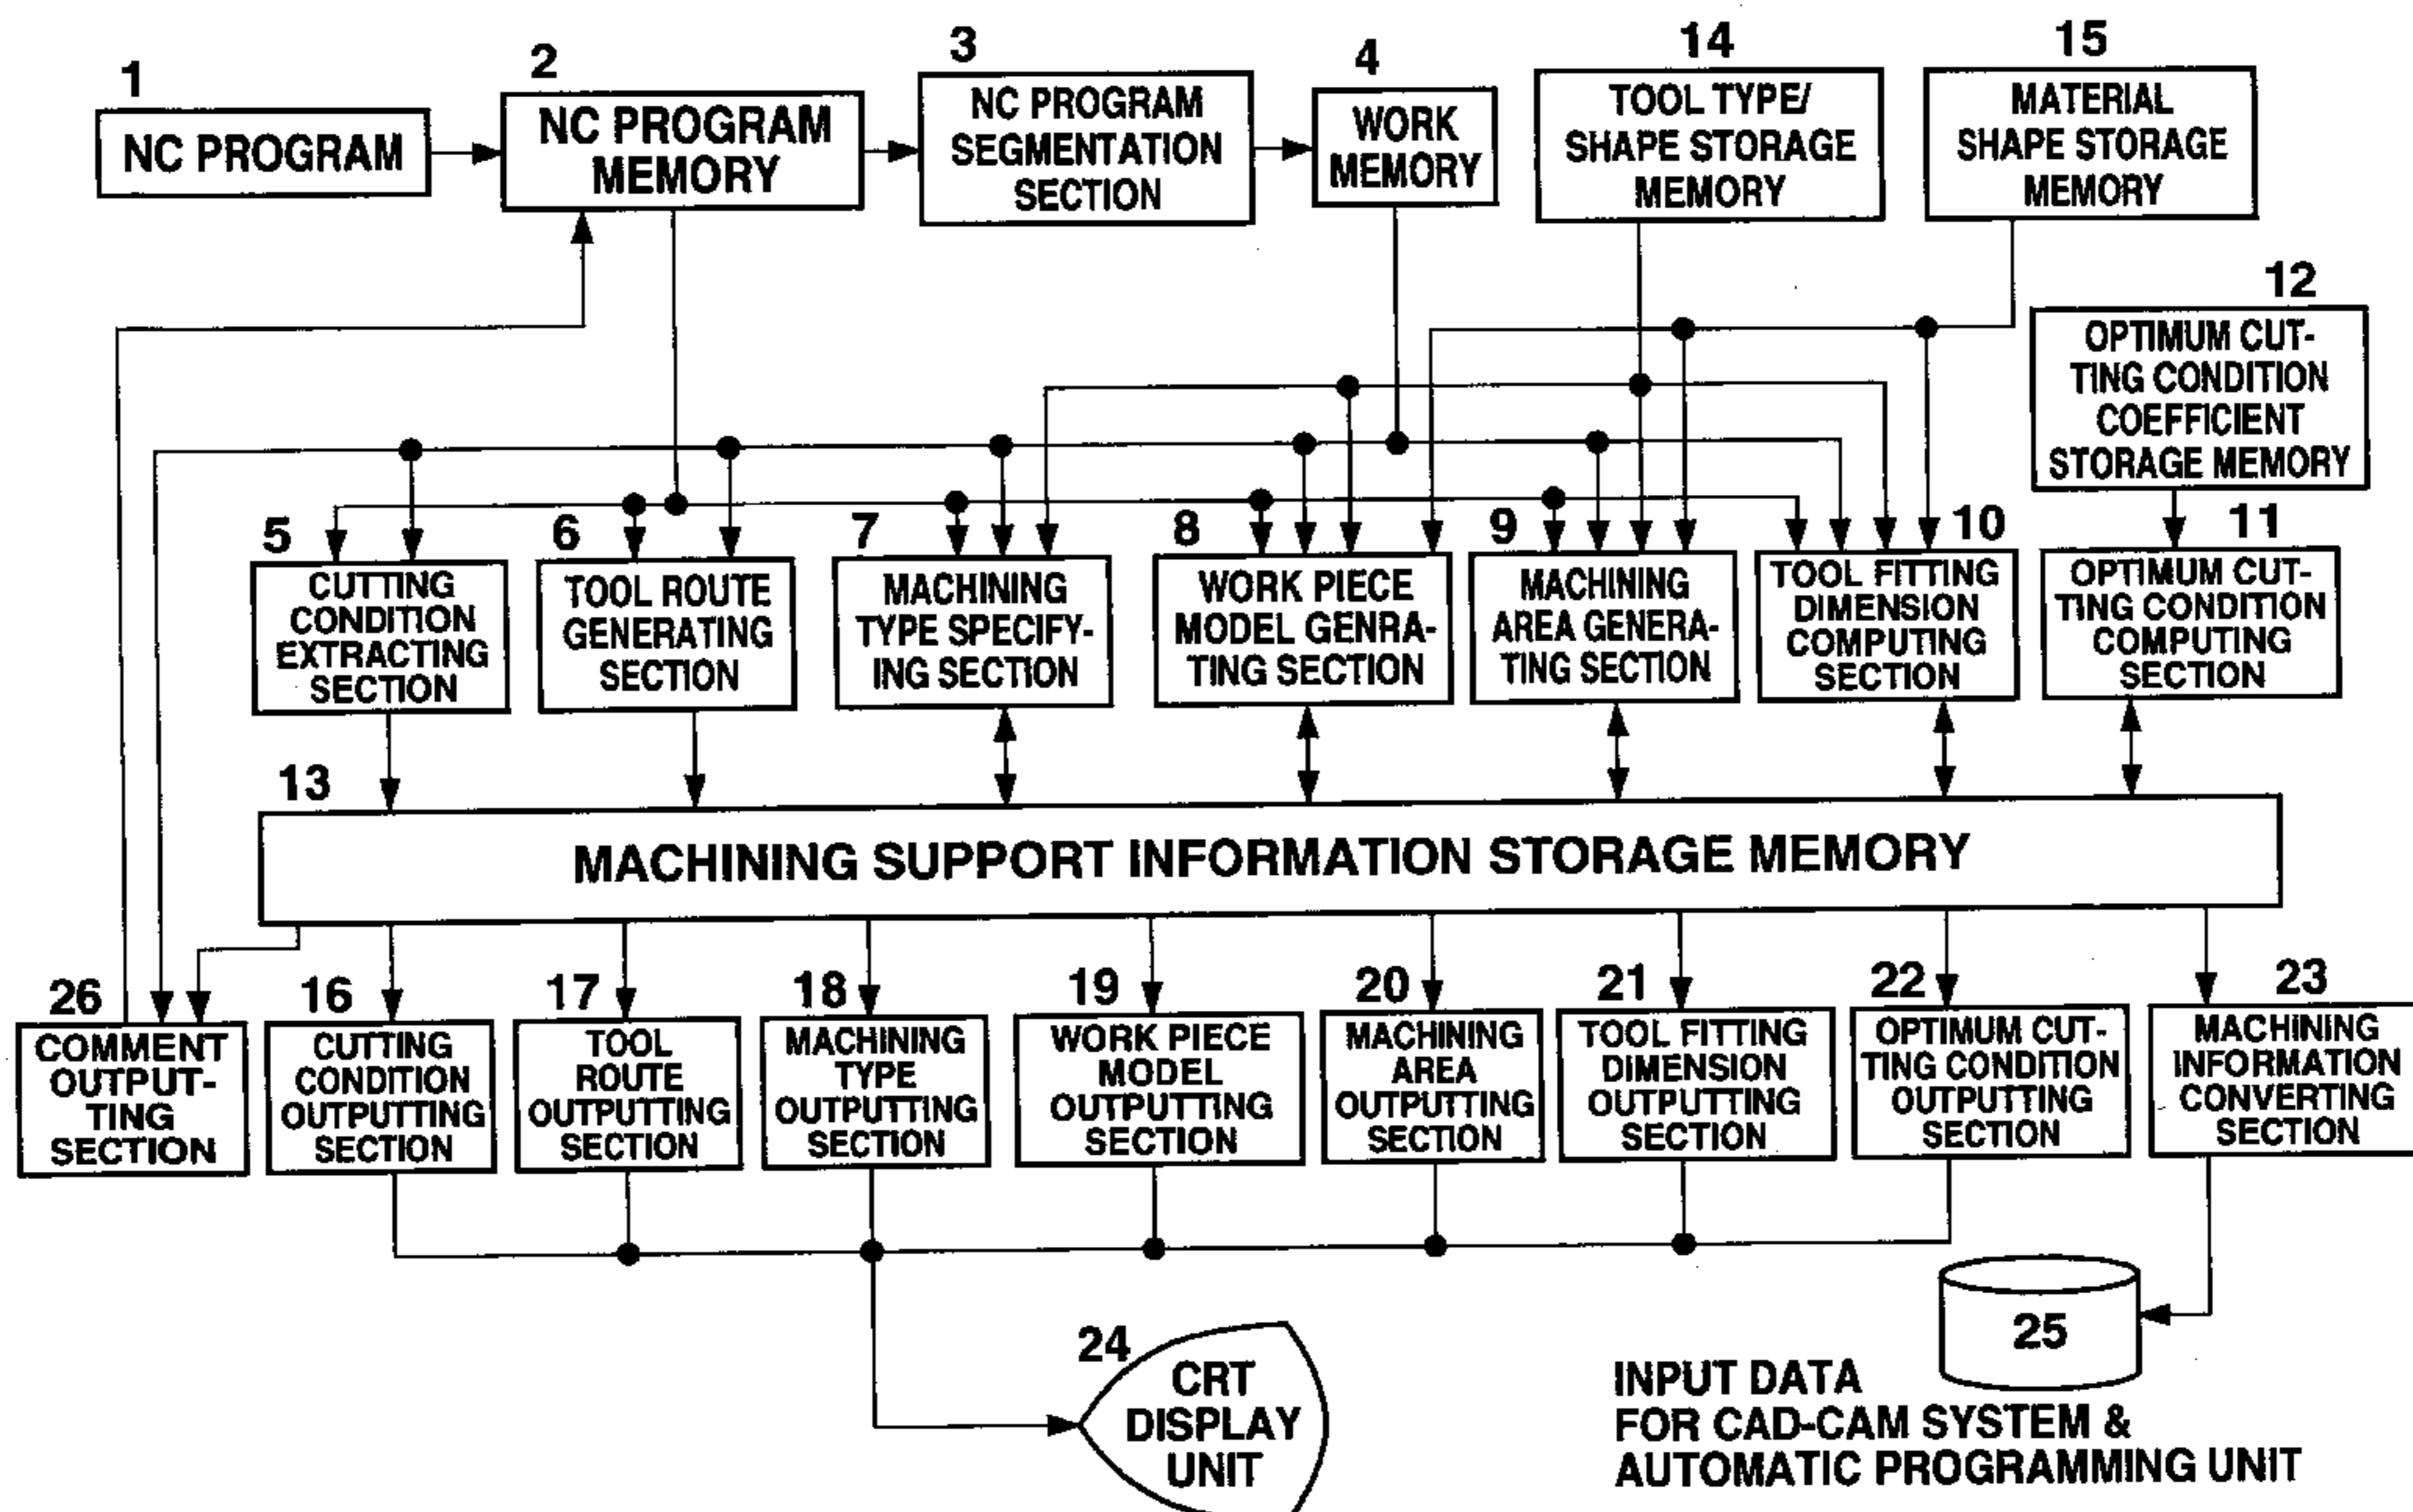 1
NC PROGRAM
2
NC PROGRAM
MEMORY
3
NC PROGRAM
SEGMENTATION
SECTION
4
WORK
MEMORY
14
TOOL TYPE/
SHAPE STORAGE
MEMORY
15
MATERIAL
SHAPE STORAGE
MEMORY
12
OPTIMUM CUT-
TING CONDITION
COEFFICIENT
STORAGE MEMORY
5
CUTTING
CONDITION
EXTRACTING
SECTION
6
TOOL ROUTE
GENERATING
SECTION
7
MACHINING
TYPE SPECIFY-
ING SECTION
8
WORK PIECE
MODEL GENRA-
TING SECTION
9
MACHINING
AREA GENERA-
TING SECTION
10
TOOL FITTING
DIMENSION
COMPUTING
SECTION
11
OPTIMUM CUT-
TING CONDITION
COMPUTING
SECTION
13
MACHINING SUPPORT INFORMATION STORAGE MEMORY
26
COMMENT
OUTPUT-
TING
SECTION
16
CUTTING
CONDITION
OUTPUTTING
SECTION
17
TOOL
ROUTE
OUTPUTTING
SECTION
18
MACHINING
TYPE
OUTPUTTING
SECTION
19
WORK PIECE
MODEL
OUTPUTTING
SECTION
20
MACHINING
AREA
OUTPUTTING
SECTION
21
TOOL FITTING
DIMENSION
OUTPUTTING
SECTION
22
OPTIMUM CUT-
TING CONDITION
OUTPUTTING
SECTION
23
MACHINING
INFORMATION
CONVERTING
SECTION
24
CRT
DISPLAY
UNIT
25
INPUT DATA
FOR CAD-CAM SYSTEM &
AUTOMATIC PROGRAMMING UNIT